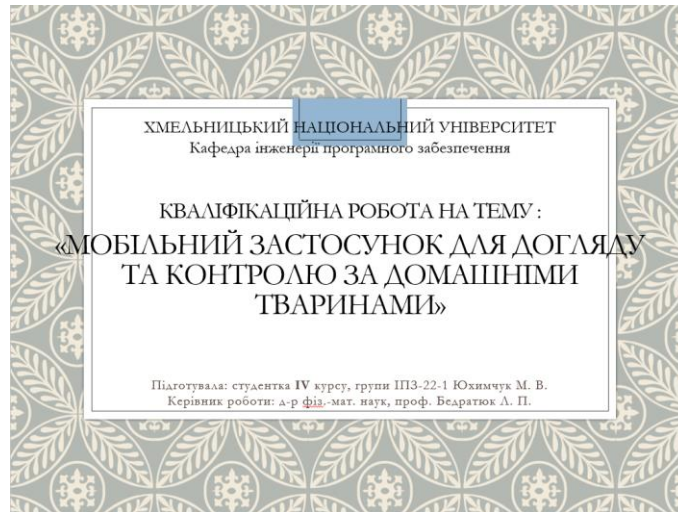 ХМЕЛЬНИЦЬКИЙ НАЦІОНАЛЬНИЙ УНІВЕРСИТЕТ
Кафедра інженерії програмного забезпечення
КВАЛІФІКАЦІЙНА РОБОТА НА ТЕМУ :
«МОБІЛЬНИЙ ЗАСТОСУНОК ДЛЯ ДОГЛЯДУ
ТА КОНТРОЛЮ ЗА ДОМАШНІМИ
ТВАРИНАМИ»
Підготувала: студентка IV курсу, групи ІПЗ-22-1 Юхимчук М. В.
Керівник роботи: д-р фіз.-мат. наук, проф. Бедратюк Л. П.